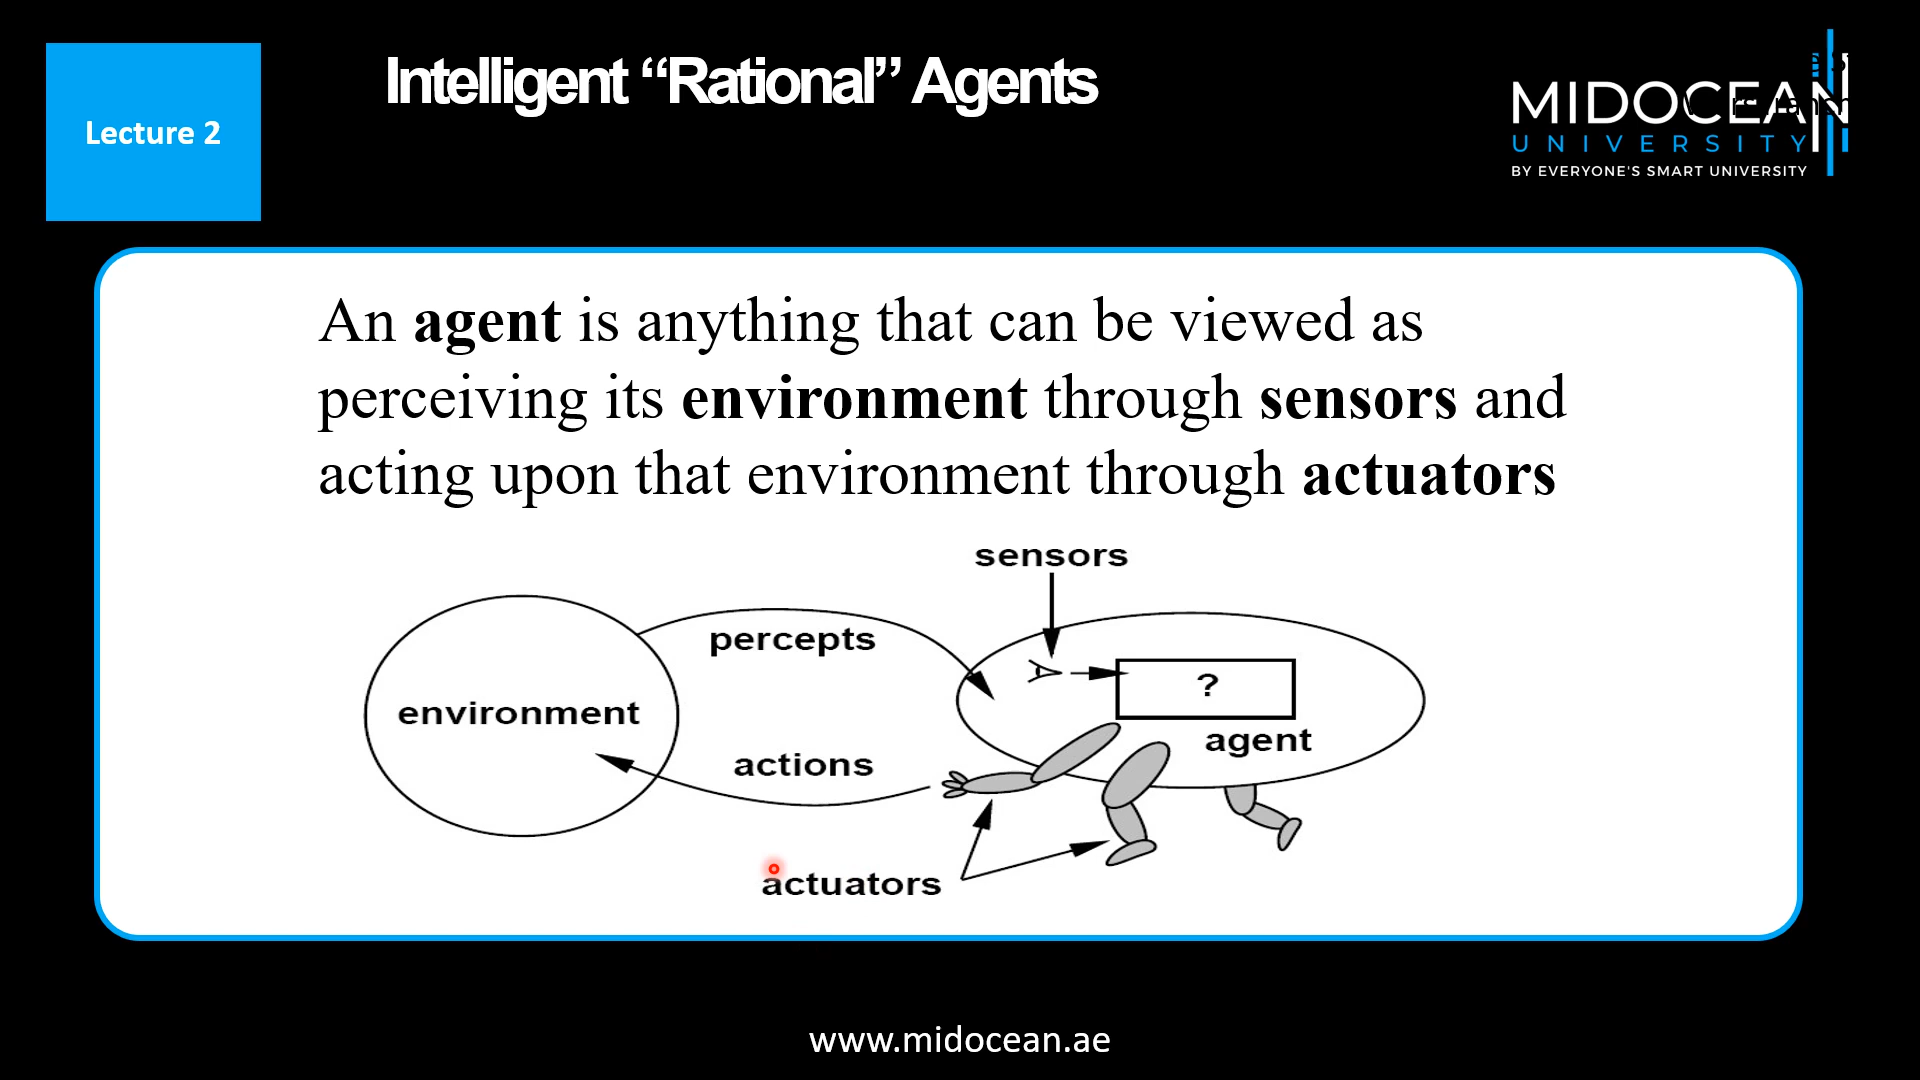 Lecture 2
Intelligent “Rational” Agents
MIDOCEAN
UNIVERSITY
BY EVERYONE'S SMART UNIVERSITY
An agent is anything that can be viewed as
perceiving its environment through sensors and
acting upon that environment through actuators
sensors
percepts
?
environment
agent
actions
actuators
www.midocean.ae